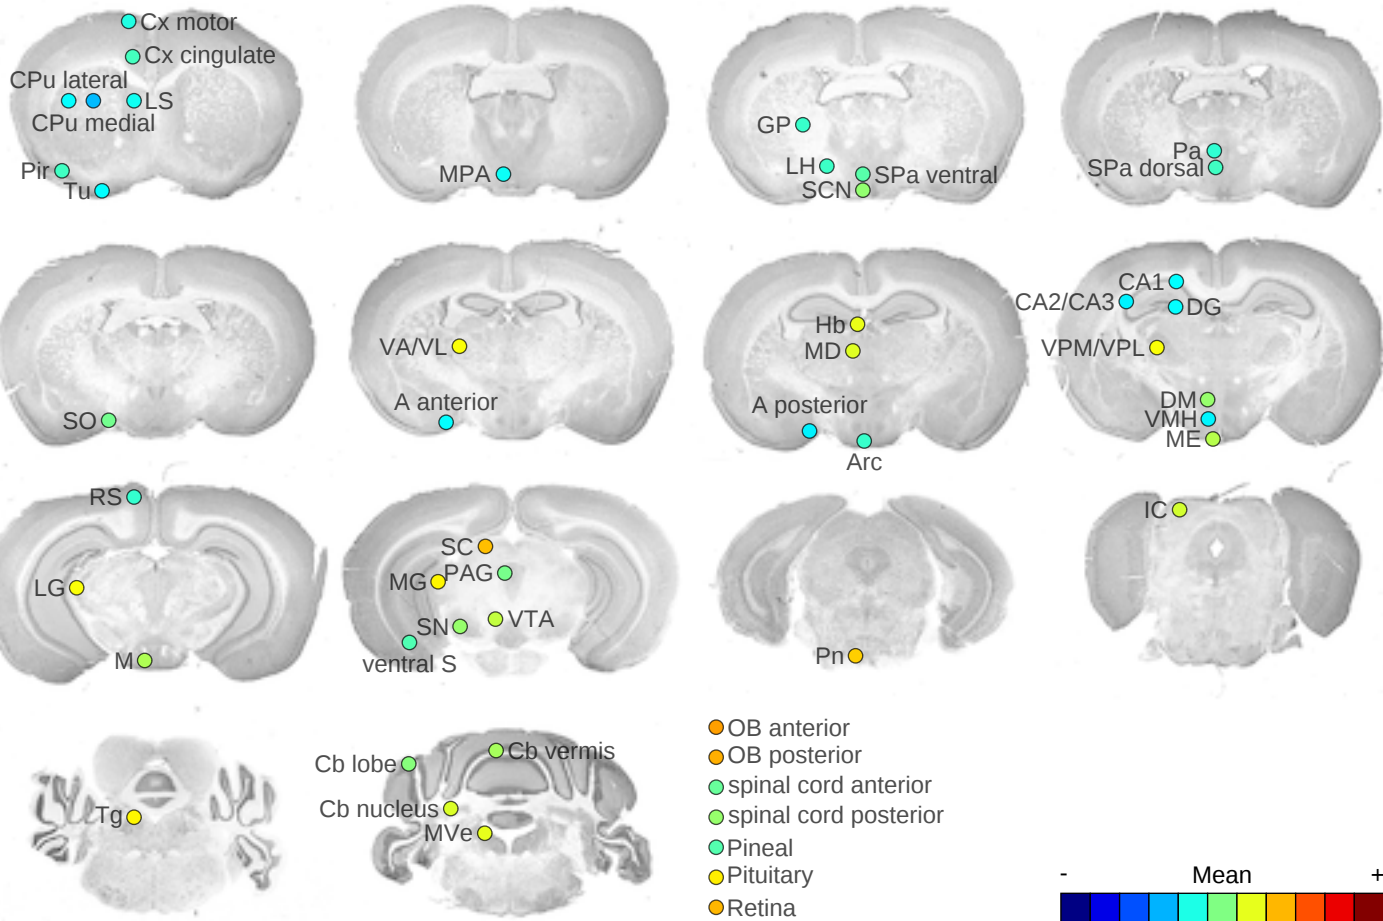 Cx motor
Cx cingulate
CPu lateral
LS
CPu medial
Pir
Tu
MPA
GP
LH
SPa ventral
SCN
Pa
SPa dorsal
SO
VA/VL
A anterior
Hb
MD
A posterior
Arc
CA1
CA2/CA3
DG
VPM/VPL
DM
VMH
ME
RS
LG
M
SC
PAG
MG
VTA
SN
ventral S
Pn
IC
Tg
Cb vermis
Cb lobe
Cb nucleus
MVe
OB anterior
OB posterior
spinal cord anterior
spinal cord posterior
Pineal
Pituitary
Retina
- Mean +